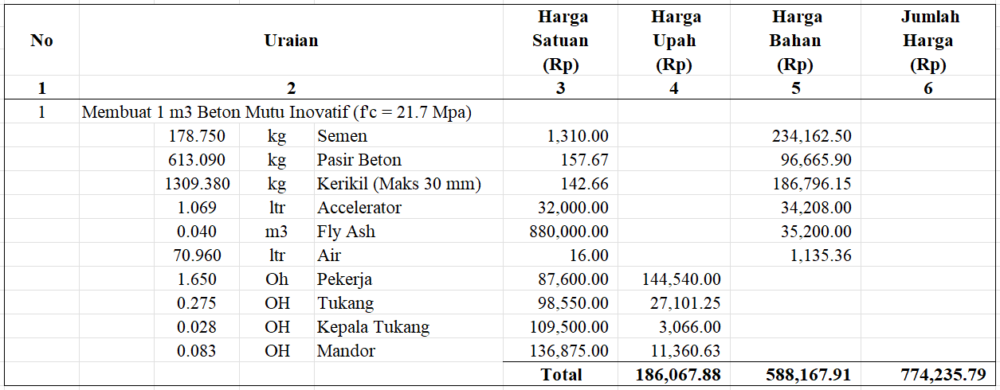 No Uraian Harga Satuan (Rp) Harga Upah (Rp) Harga Bahan (Rp) Jumlah Harga (Rp)
1 2 3 4 5 6
1 Membuat 1 m3 Beton Mutu Inovatif (f'c = 21.7 Mpa)
178.750 kg Semen 1,310.00 234,162.50
613.090 kg Pasir Beton 157.67 96,665.90
1309.380 kg Kerikil (Maks 30 mm) 142.66 186,796.15
1.069 ltr Accelerator 32,000.00 34,208.00
0.040 m3 Fly Ash 880,000.00 35,200.00
70.960 ltr Air 16.00 1,135.36
1.650 Oh Pekerja 87,600.00 144,540.00
0.275 OH Tukang 98,550.00 27,101.25
0.028 OH Kepala Tukang 109,500.00 3,066.00
0.083 OH Mandor 136,875.00 11,360.63
Total 186,067.88 588,167.91 774,235.79